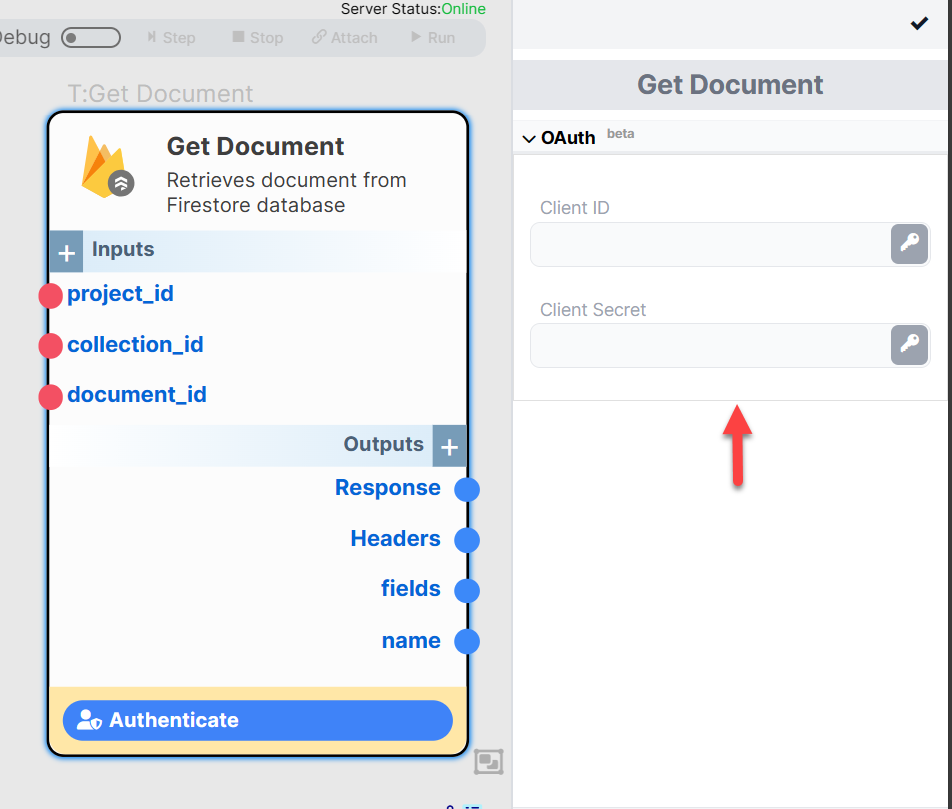 Server Status:Online
Debug
Step
Stop
Attach
Run
T:Get Document
Get Document
Retrieves document from
Firestore database
Inputs
project_id
collection_id
document_id
Outputs
Response
Headers
fields
name
Authenticate
Get Document
OAuth beta
Client ID
Client Secret